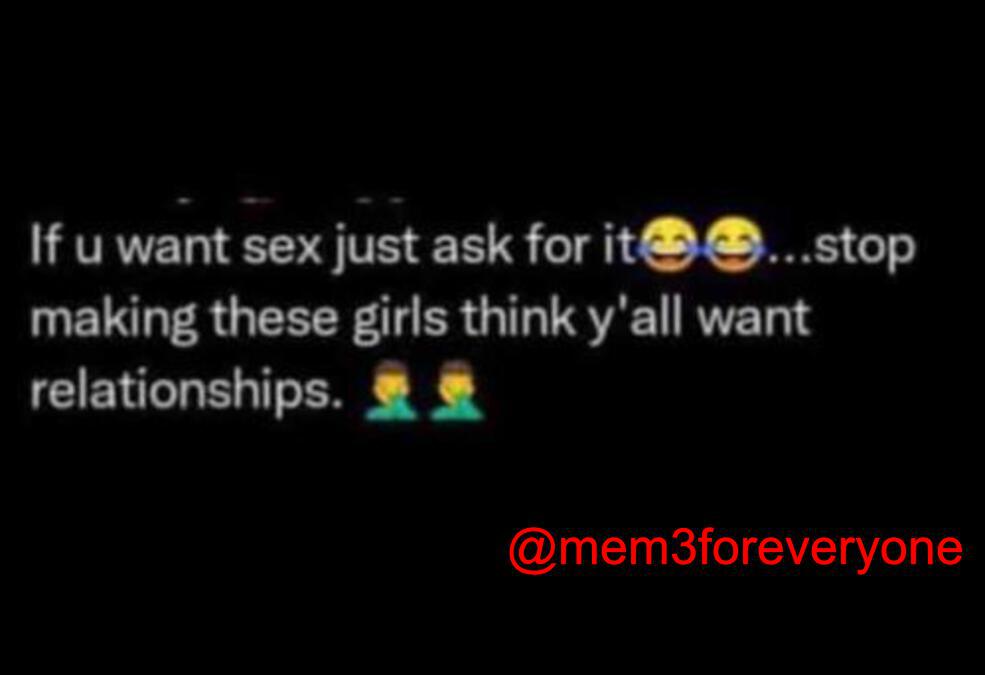 If u want sex just ask for it😂😂...stop
making these girls think y'all want
relationships. 🤦‍♂️🤦‍♂️
@mem3foreveryone